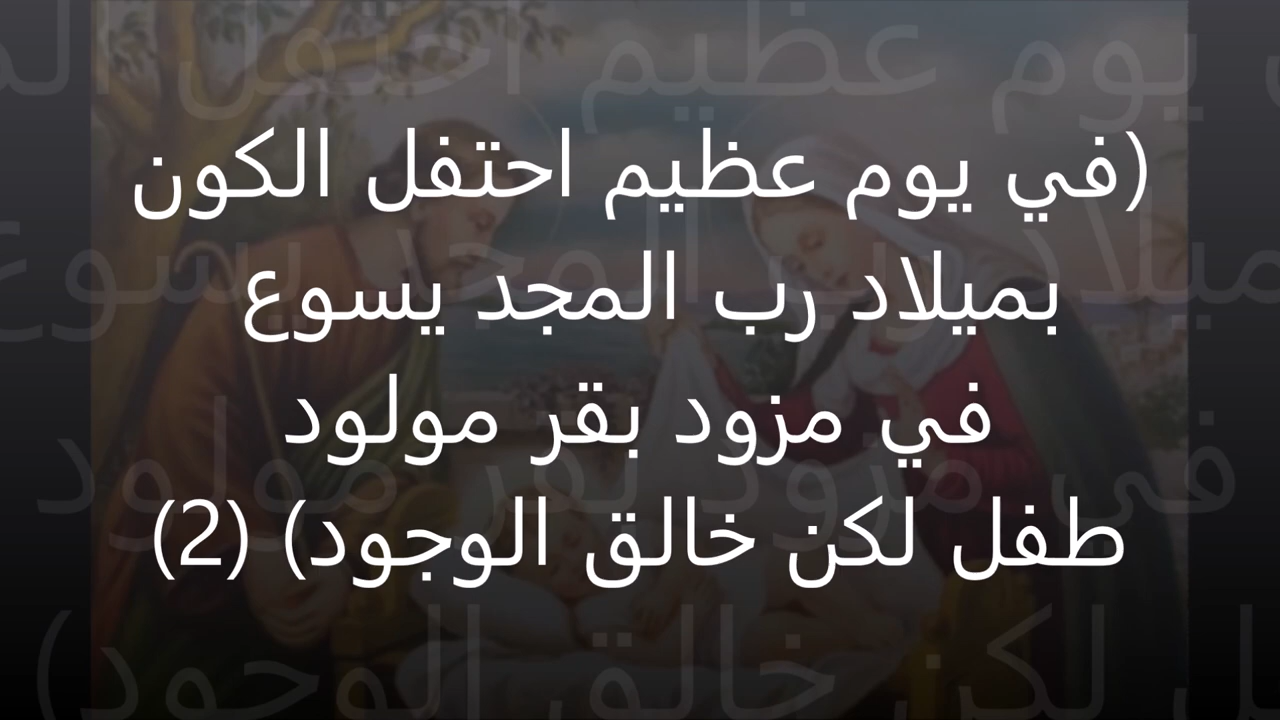 (في يوم عظيم احتفل الكون
بميلاد رب المجد يسوع
في مزود بقر مولود
طفل لكن خالق الوجود) (2)